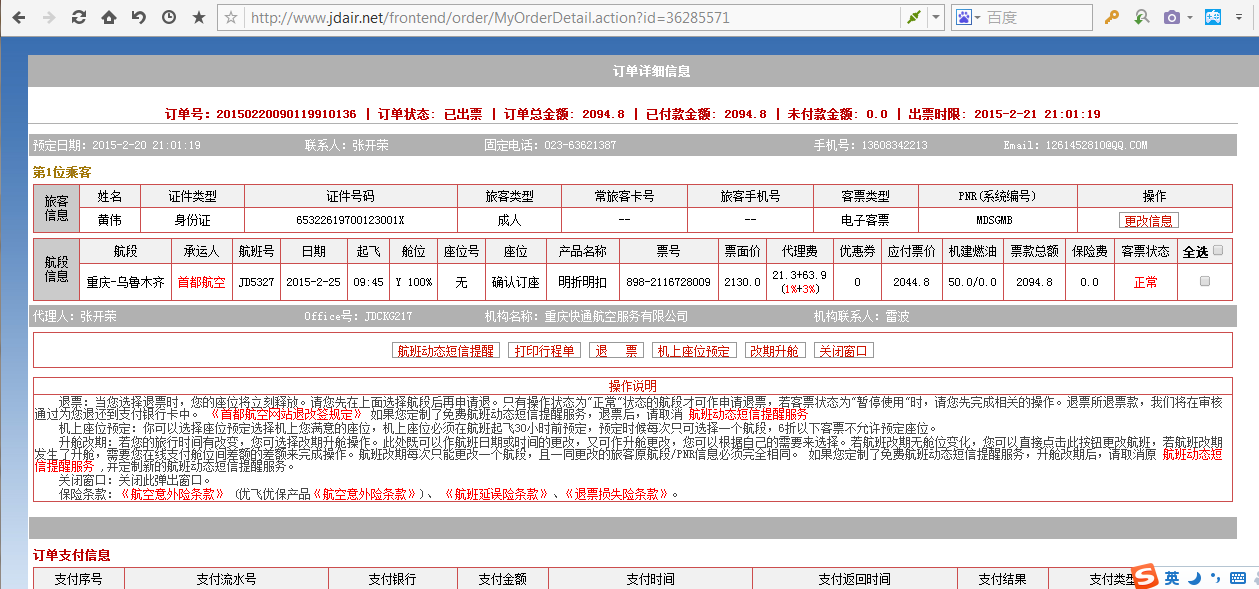 http://www.jdair.net/frontend/order/MyOrderDetail.action?id=36285571 百度
订单详细信息
订单号：20150220090119910136 | 订单状态：已出票 | 订单总金额：2094.8 | 已付款金额：2094.8 | 未付款金额：0.0 | 出票时限：2015-2-21 21:01:19
预定日期：2015-2-20 21:01:19 联系人：张开荣 固定电话：023-63621387 手机号：13608342213 Email：1261452810@QQ.COM
第1位乘客
旅客信息 姓名 证件类型 证件号码 旅客类型 常旅客卡号 旅客手机号 客票类型 PNR(系统编号) 操作
黄伟 身份证 65322619700123001X 成人 -- -- 电子客票 MDSGMB 更改信息
航段信息 航段 承运人 航班号 日期 起飞 舱位 座位号 座位 产品名称 票号 票面价 代理费 优惠券 应付票价 机建燃油 票款总额 保险费 客票状态 全选
重庆-乌鲁木齐 首都航空 JD5327 2015-2-25 09:45 Y 100% 无 确认订座 明折明扣 898-2116728009 2130.0 21.3+63.9 (1%+3%) 0 2044.8 50.0/0.0 2094.8 0.0 正常
代理人：张开荣 Office号：JDCKG217 机构名称：重庆快通航空服务有限公司 机构联系人：雷波
航班动态短信提醒 打印行程单 退 票 机上座位预定 改期升舱 关闭窗口
操作说明
退票：当您选择退票时，您的座位将立刻释放。请您先在上面选择航段后再申请退。只有操作状态为“正常”状态的航段才可作申请退票，若客票状态为“暂停使用”时，请您先完成相关的操作。退票所退票款，我们将在审核
通过为您退还到支付银行卡中。 《首都航空网站退改签规定》 如果您定制了免费航班动态短信提醒服务，退票后，请取消 航班动态短信提醒服务
机上座位预定：你可以选择座位预定选择机上您满意的座位，机上座位必须在航班起飞30小时前预定，预定时候每次只可选择一个航段，6折以下客票不允许预定座位。
升舱改期：若您的旅行时间有改变，您可选择改期升舱操作。此处既可以作航班日期或时间的更改，又可作升舱更改，您可以根据自己的需要来选择。若航班改期无舱位变化，您可以直接点击此按钮更改航班，若航班改期
发生了升舱，需要您在线支付舱位间差额的差额来完成操作。航班改期每次只能更改一个航段，且一同更改的旅客原航段/PNR信息必须完全相同。 如果您定制了免费航班动态短信提醒服务，升舱改期后，请取消原 航班动态短
信提醒服务 ,并定制新的航班动态短信提醒服务。
关闭窗口：关闭此弹出窗口。
保险条款：《航空意外险条款》 (优飞优保产品《航空意外险条款》)、 《航班延误险条款》、《退票损失险条款》。
订单支付信息
支付序号 支付流水号 支付银行 支付金额 支付时间 支付返回时间 支付结果 支付类型
英